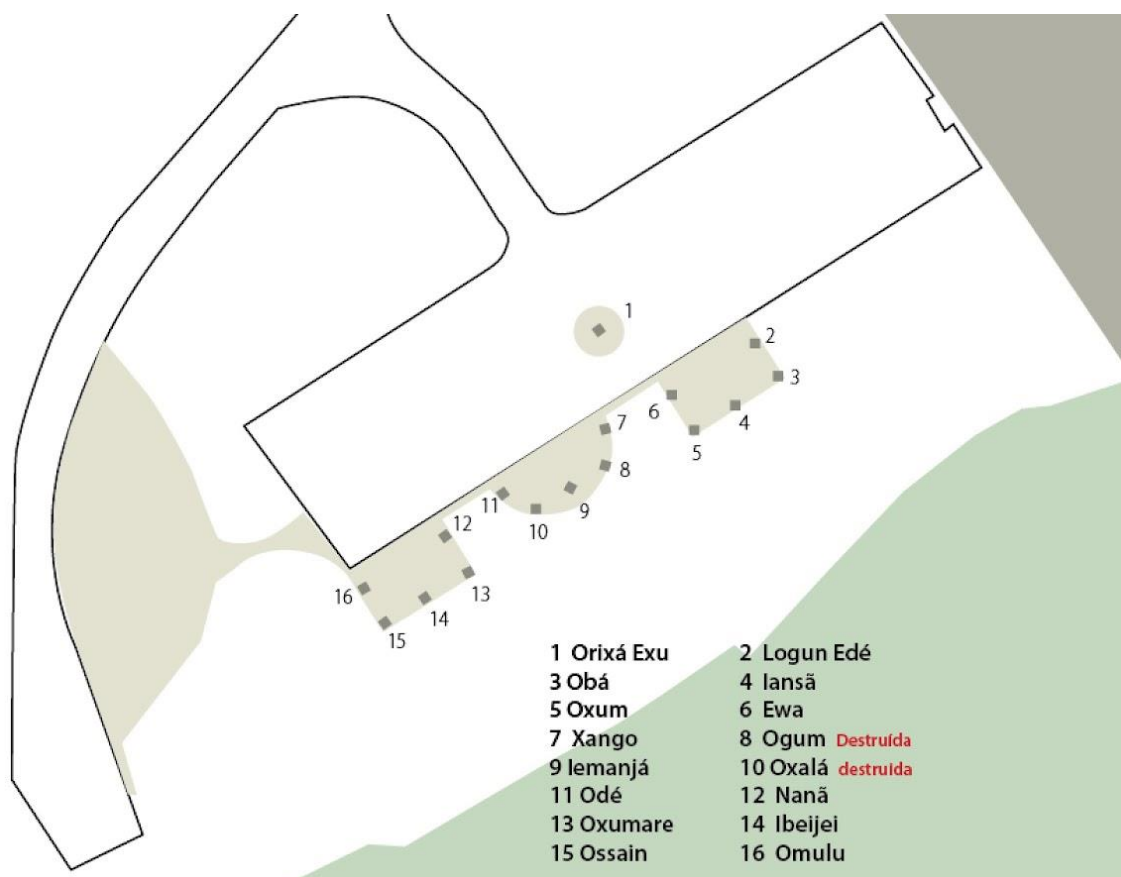 1
2
3
4
5
6
7
8
9
10
11
12
13
14
15
16
1 Orixá Exu 2 Logun Edé
3 Obá 4 Iansã
5 Oxum 6 Ewa
7 Xango 8 Ogum Destruída
9 Iemanjá 10 Oxalá destruida
11 Odé 12 Nanã
13 Oxumare 14 Ibeijei
15 Ossain 16 Omulu